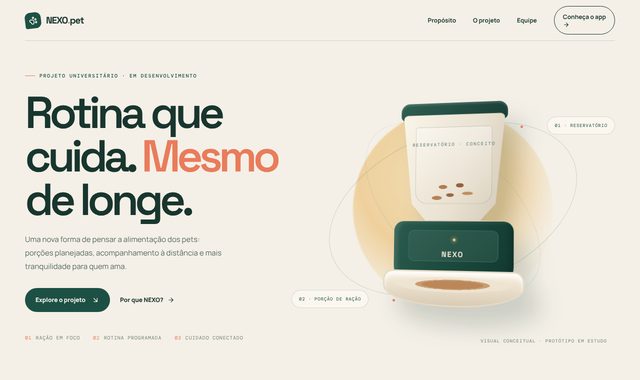 NEXO.pet
Propósito
O projeto
Equipe
Conheça o app →
PROJETO UNIVERSITÁRIO · EM DESENVOLVIMENTO
Rotina que
cuida. Mesmo
de longe.
Uma nova forma de pensar a alimentação dos pets:
porções planejadas, acompanhamento à distância e mais
tranquilidade para quem ama.
Explore o projeto ↘
Por que NEXO? →
01 RAÇÃO EM FOCO
02 ROTINA PROGRAMADA
03 CUIDADO CONECTADO
RESERVATÓRIO · CONCEITO
01 · RESERVATÓRIO
NEXO
02 · PORÇÃO DE RAÇÃO
VISUAL CONCEITUAL · PROTÓTIPO EM ESTUDO